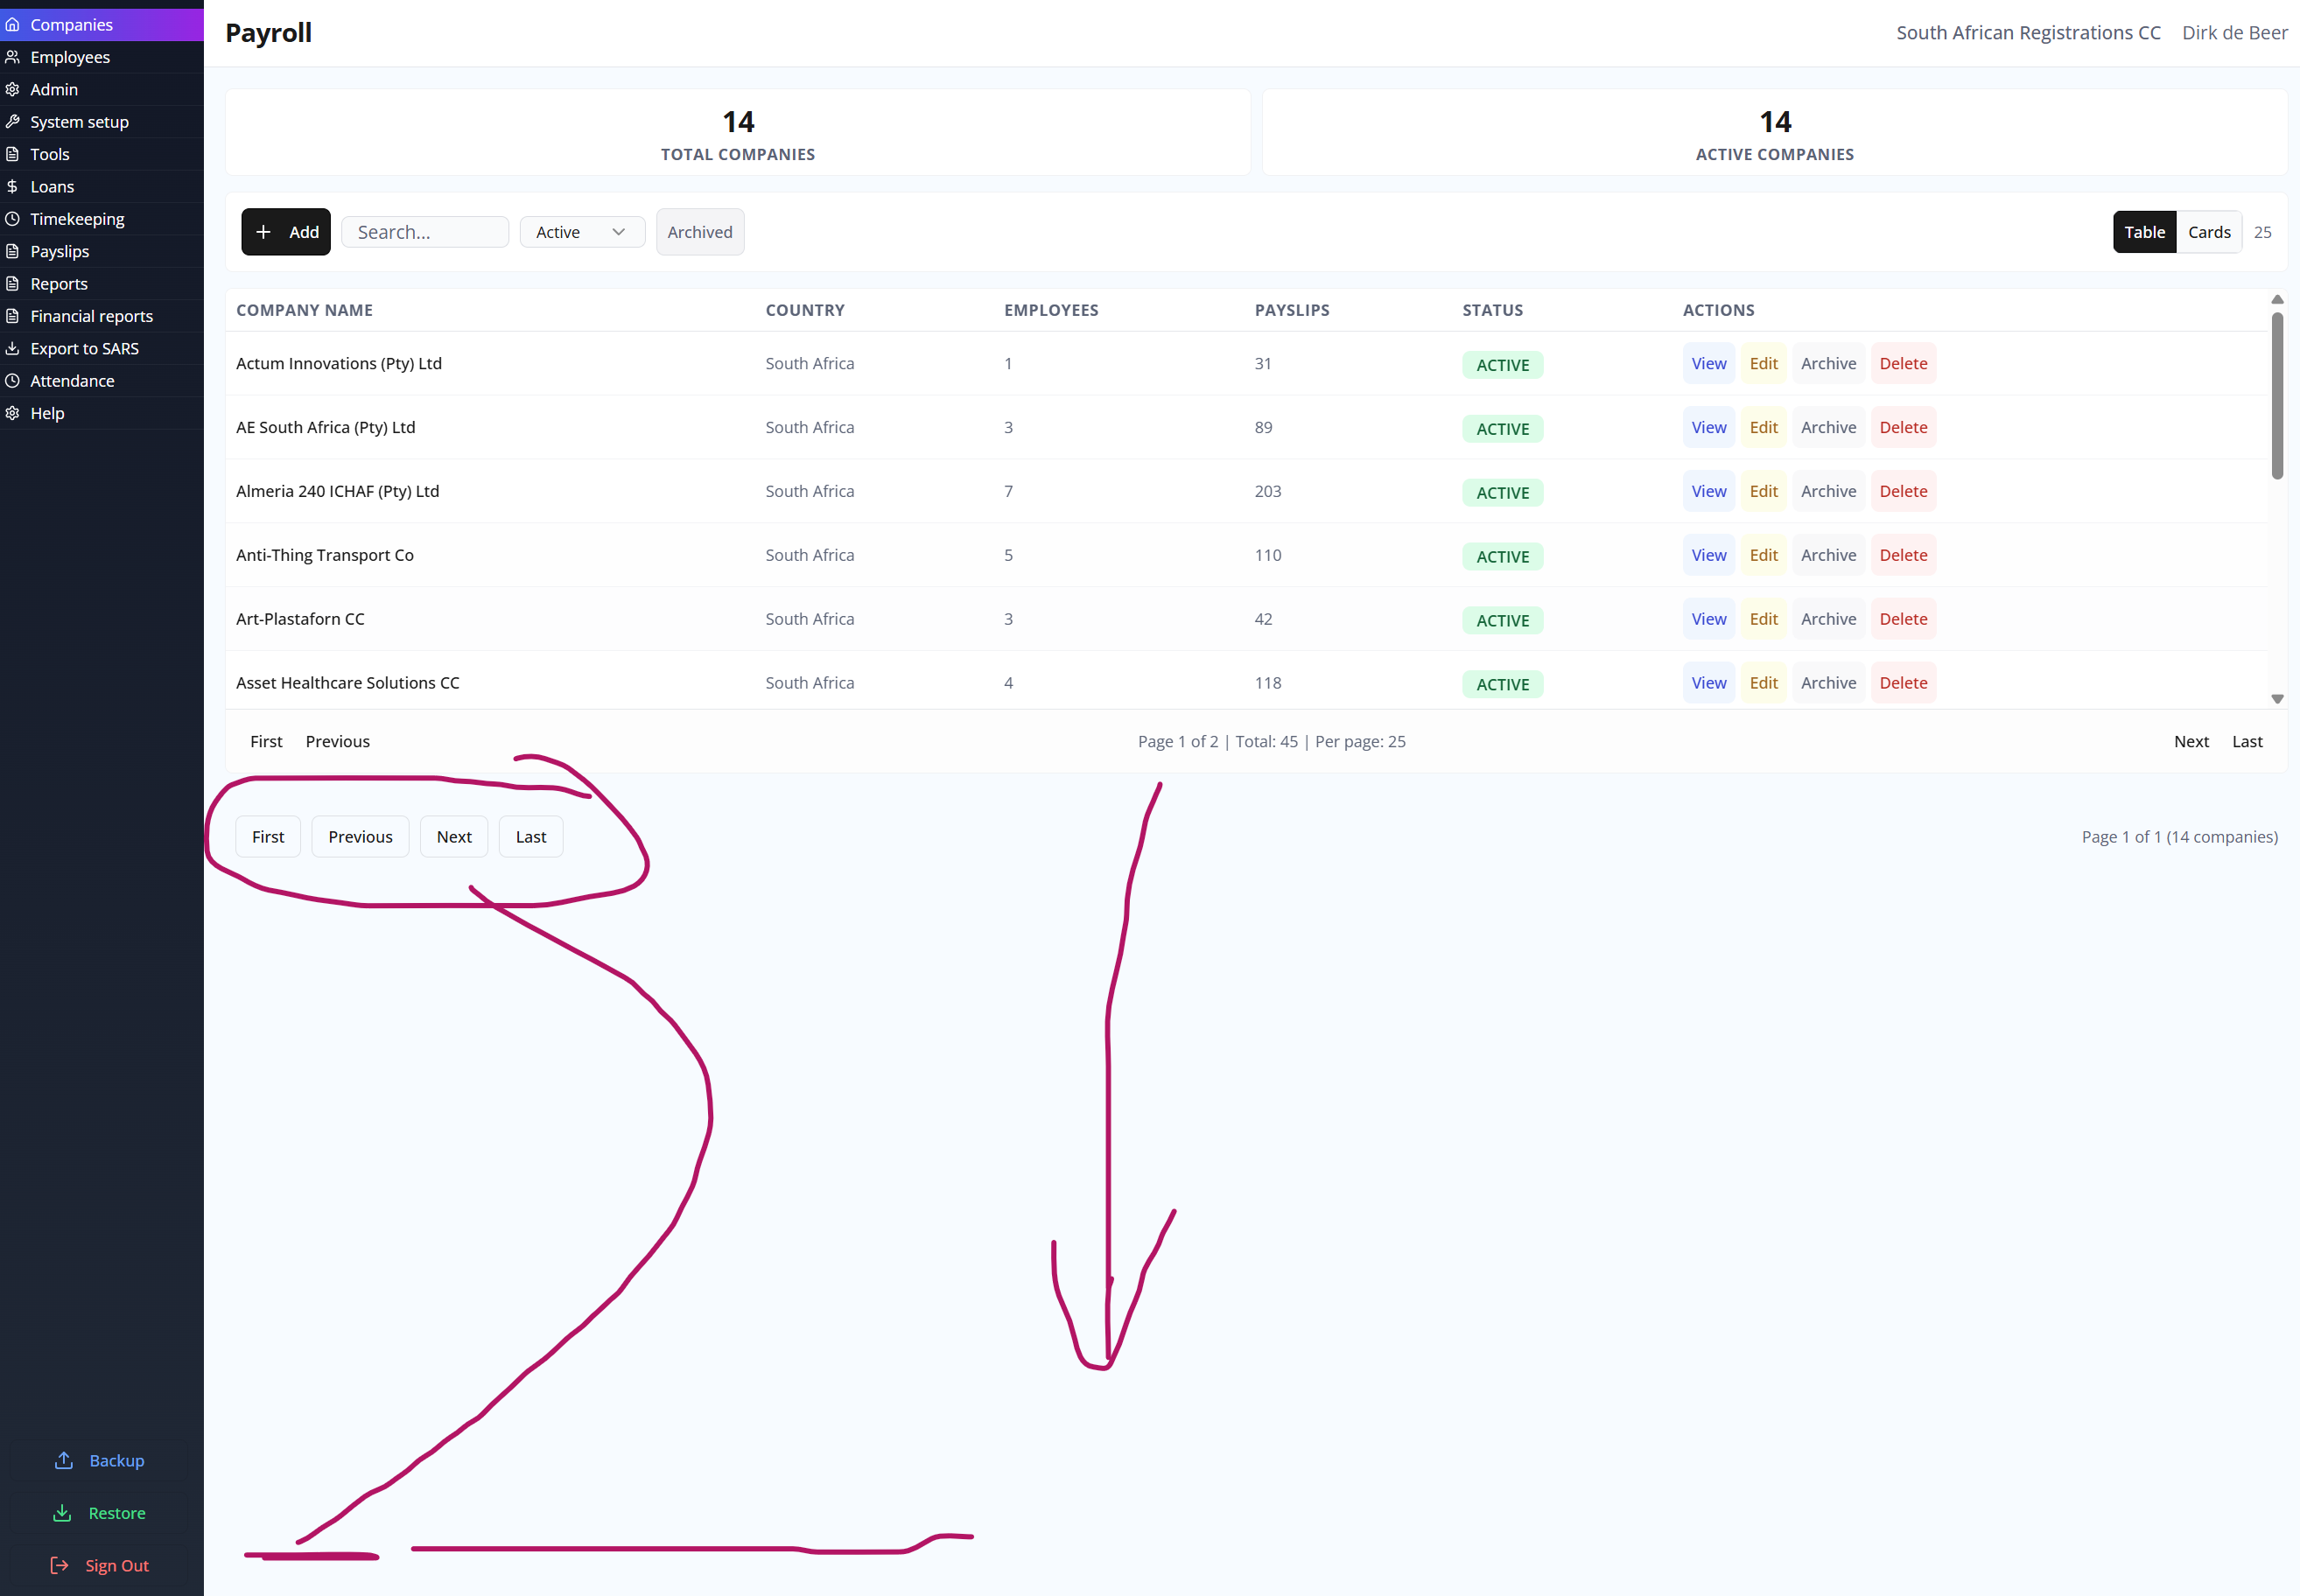 Companies
Employees
Admin
System setup
Tools
Loans
Timekeeping
Payslips
Reports
Financial reports
Export to SARS
Attendance
Help
Backup
Restore
Sign Out
Payroll South African Registrations CC Dirk de Beer
14 14
TOTAL COMPANIES ACTIVE COMPANIES
+ Add Search... Active Archived Table Cards 25
COMPANY NAME COUNTRY EMPLOYEES PAYSLIPS STATUS ACTIONS
Actum Innovations (Pty) Ltd South Africa 1 31 ACTIVE View Edit Archive Delete
AE South Africa (Pty) Ltd South Africa 3 89 ACTIVE View Edit Archive Delete
Almeria 240 ICHAF (Pty) Ltd South Africa 7 203 ACTIVE View Edit Archive Delete
Anti-Thing Transport Co South Africa 5 110 ACTIVE View Edit Archive Delete
Art-Plastaforn CC South Africa 3 42 ACTIVE View Edit Archive Delete
Asset Healthcare Solutions CC South Africa 4 118 ACTIVE View Edit Archive Delete
First Previous Page 1 of 2 | Total: 45 | Per page: 25 Next Last
First Previous Next Last Page 1 of 1 (14 companies)